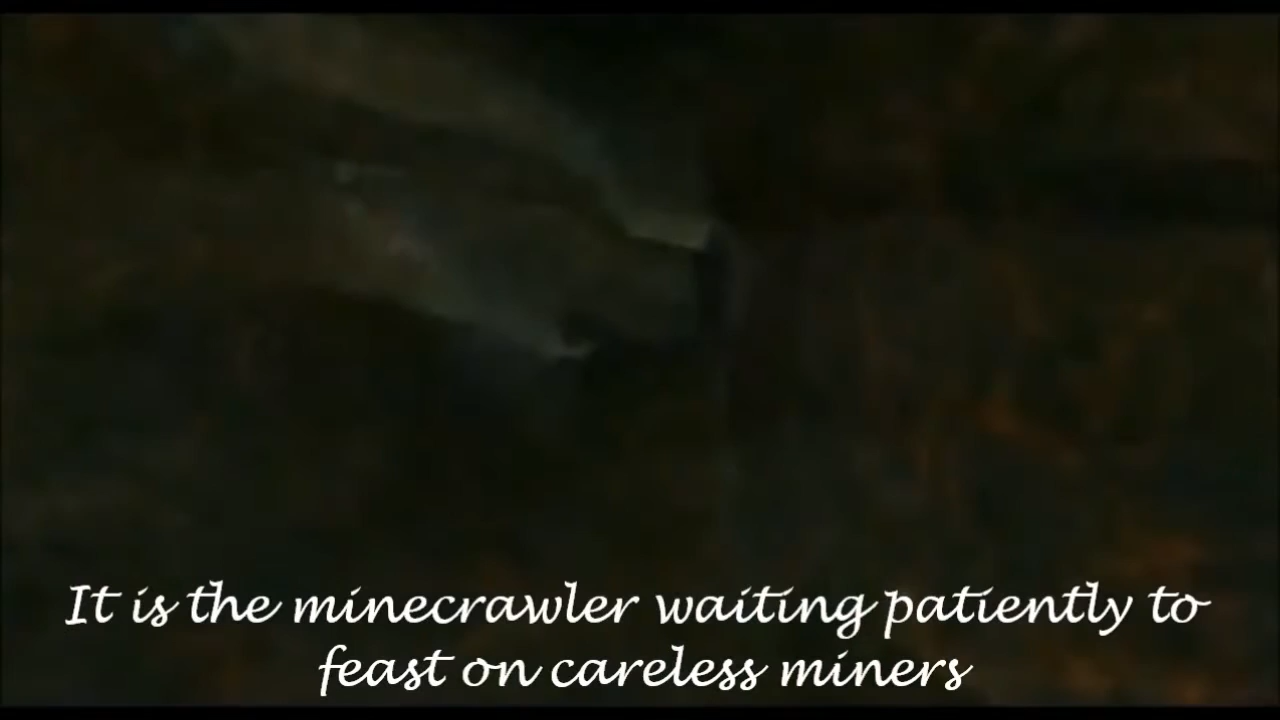 It is the minecrawler waiting patiently to
feast on careless miners